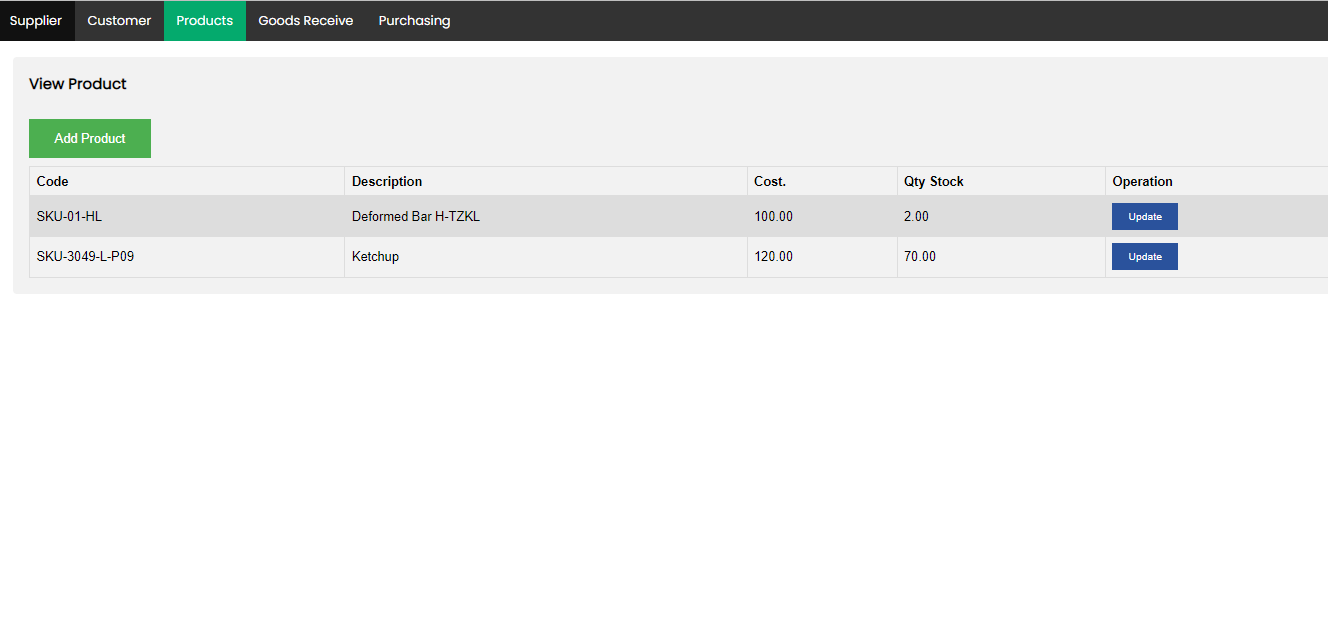 Supplier Customer Products Goods Receive Purchasing
View Product
Add Product
Code Description Cost. Qty Stock Operation
SKU-01-HL Deformed Bar H-TZKL 100.00 2.00 Update
SKU-3049-L-P09 Ketchup 120.00 70.00 Update